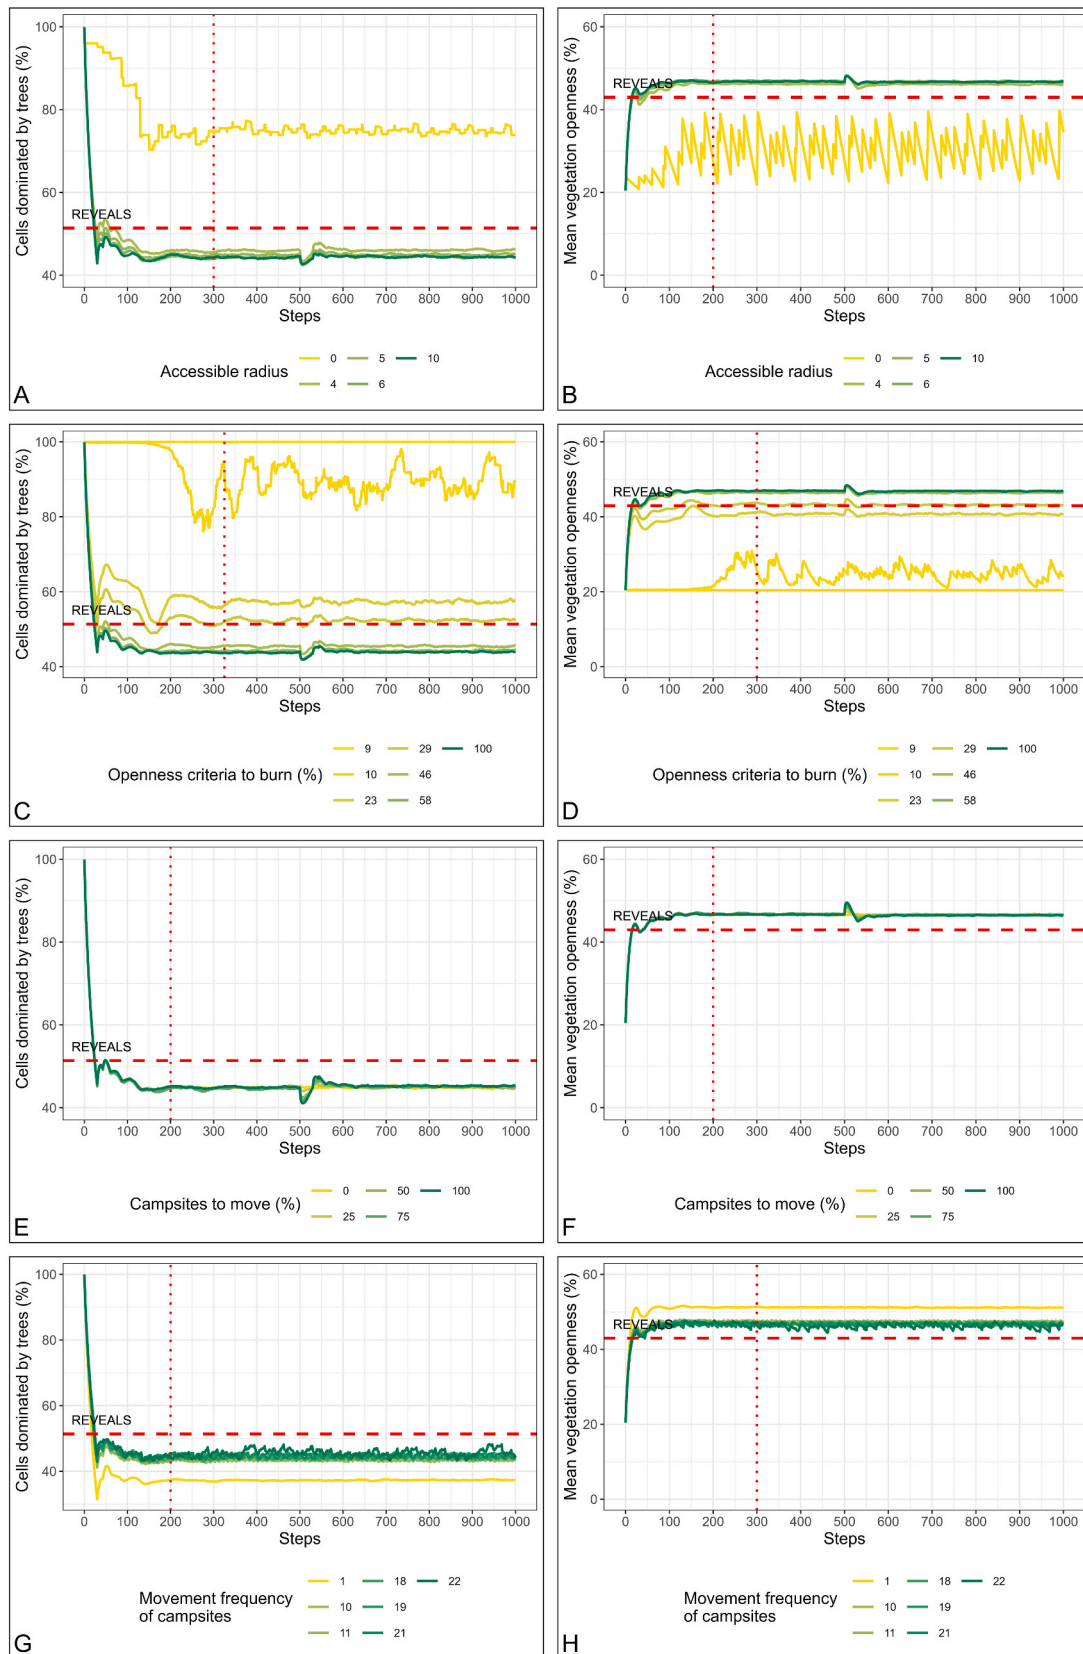 Cells dominated by trees (%)
100
80
60
40
REVEALS
0 100 200 300 400 500 600 700 800 900 1000
Steps
Accessible radius
0 5 10
4 6
A
Mean vegetation openness (%)
60
40
20
0
REVEALS
0 100 200 300 400 500 600 700 800 900 1000
Steps
Accessible radius
0 5 10
4 6
B
Cells dominated by trees (%)
100
80
60
40
REVEALS
0 100 200 300 400 500 600 700 800 900 1000
Steps
Openness criteria to burn (%)
9 29 100
10 46
23 58
C
Mean vegetation openness (%)
60
40
20
0
REVEALS
0 100 200 300 400 500 600 700 800 900 1000
Steps
Openness criteria to burn (%)
9 29 100
10 46
23 58
D
Cells dominated by trees (%)
100
80
60
40
REVEALS
0 100 200 300 400 500 600 700 800 900 1000
Steps
Campsites to move (%)
0 50 100
25 75
E
Mean vegetation openness (%)
60
40
20
0
REVEALS
0 100 200 300 400 500 600 700 800 900 1000
Steps
Campsites to move (%)
0 50 100
25 75
F
Cells dominated by trees (%)
100
80
60
40
REVEALS
0 100 200 300 400 500 600 700 800 900 1000
Steps
Movement frequency
of campsites
1 18 22
10 19
11 21
G
Mean vegetation openness (%)
60
40
20
0
REVEALS
0 100 200 300 400 500 600 700 800 900 1000
Steps
Movement frequency
of campsites
1 18 22
10 19
11 21
H